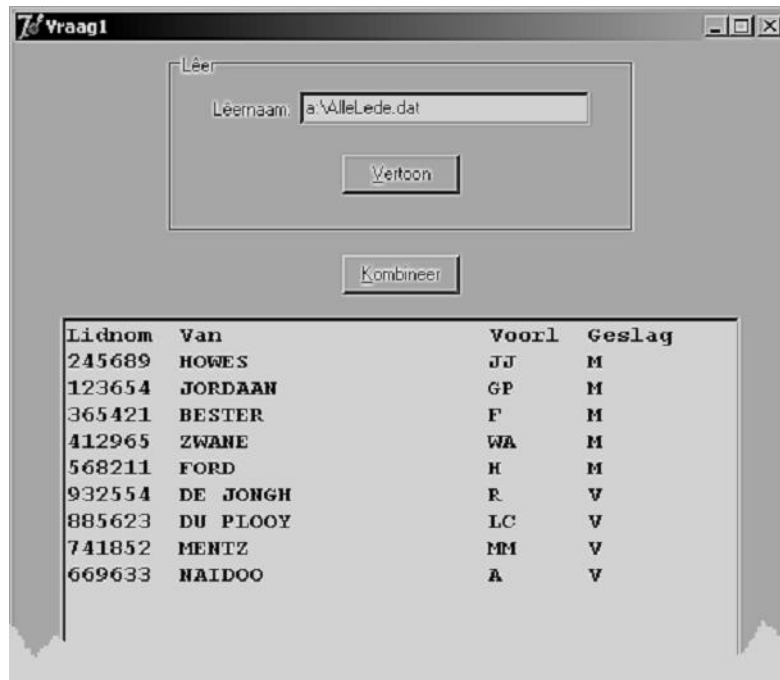 Vraag1
Lêer
Lêernaam: a:\AlleLede.dat
Vertoon
Kombineer
Lidnom Van Voorl Geslag
245689 HOWES JJ M
123654 JORDAAN GP M
365421 BESTER F M
412965 ZWANE WA M
568211 FORD H M
932554 DE JONGH R V
885623 DU PLOOY LC V
741852 MENTZ MM V
669633 NAIDOO A V